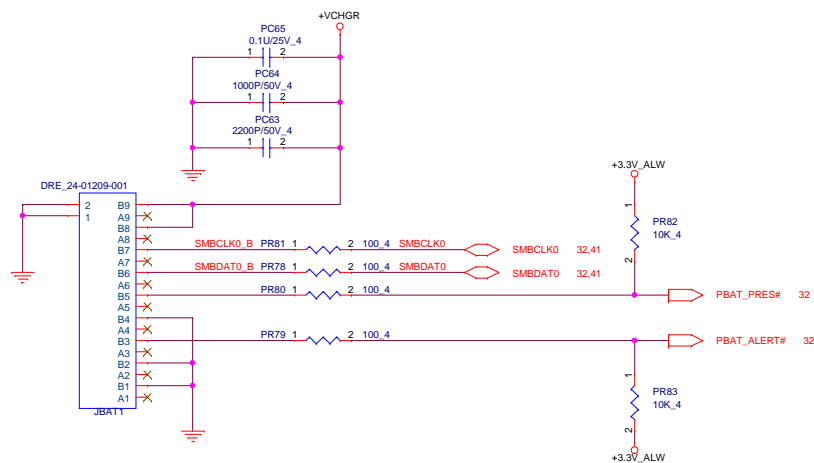 +VCHGR
PC65
0.1U/25V_4
1 2
PC64
1000P/50V_4
1 2
PC63
2200P/50V_4
1 2
+3.3V_ALW
DRE_24-01209-001
2 B9
1 A9
B8
A8
B7 SMBCLK0_B PR81 1 2 100_4 SMBCLK0 SMBCLK0 32,41
A7
B6 SMBDAT0_B PR78 1 2 100_4 SMBDAT0 SMBDAT0 32,41
A6
B5 PR80 1 2 100_4 PBAT_PRES# 32
1
PR82
10K_4
2
A5
B4
A4
B3 PR79 1 2 100_4 PBAT_ALERT# 32
A3
B2
A2
B1
A1
JBAT1
1
PR83
10K_4
2
+3.3V_ALW